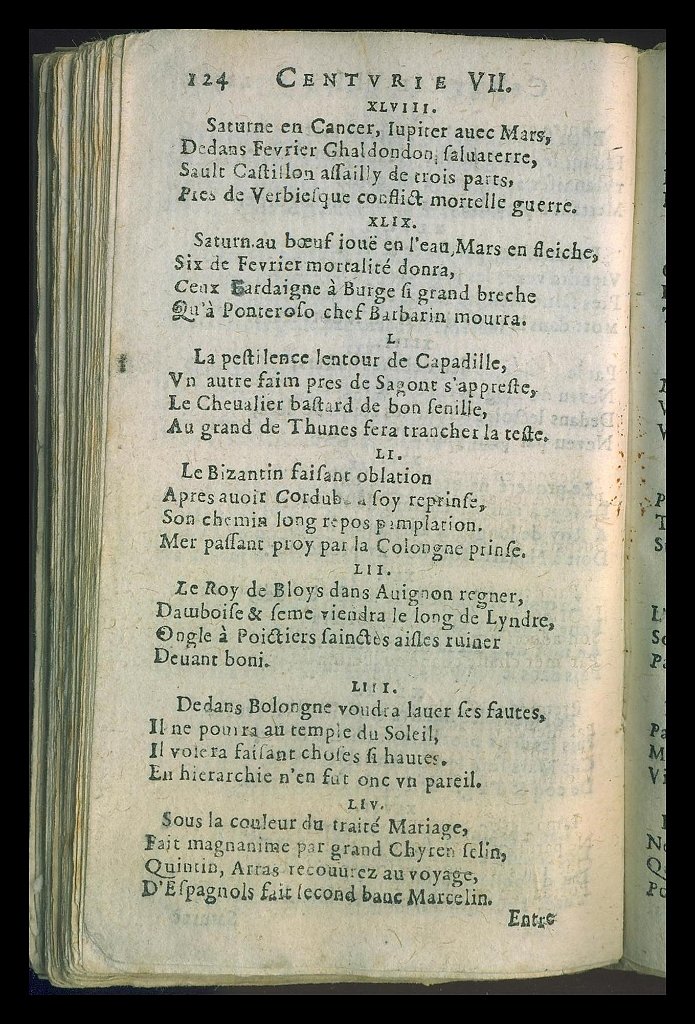 124 CENTVRIE VII.
XLVIII.
Saturne en Cancer, Iupiter auec Mars,
Dedans Fevrier Chaldondon, saluaterre,
Sault Castillon assailly de trois parts,
Pres de Verbiesque conflict mortelle guerre.
XLIX.
Saturn.au bœuf iouë en l'eau, Mars en fleiche,
Six de Fevrier mortalité donra,
Ceux Sardaigne à Burge si grand breche
Qu'à Ponteroso chef Barbarin mourra.
L.
La pestilence lentour de Capadille,
Vn autre faim pres de Sagont s'appreste,
Le Cheualier bastard de bon senille,
Au grand de Thunes fera trancher la teste.
LI.
Le Bizantin faisant oblation
Apres auoir Corduba a soy reprinse,
Son chemin long repos pamplation.
Mer passant proy par la Colongne prinse.
LII.
Le Roy de Bloys dans Auignon regner,
Damboise & seme viendra le long de Lyndre,
Ongle à Poictiers sainctes aisles ruiner
Deuant boni.
LIII.
Dedans Bolongne voudra lauer ses fautes,
Il ne pourra au temple du Soleil,
Il volera faisant choses si hautes.
En hierarchie n'en fut onc vn pareil.
LIV.
Sous la couleur du traité Mariage,
Fait magnanime par grand Chyren selin,
Quintin, Arras recouurez au voyage,
D'Espagnols fait second banc Marcelin.
Entre